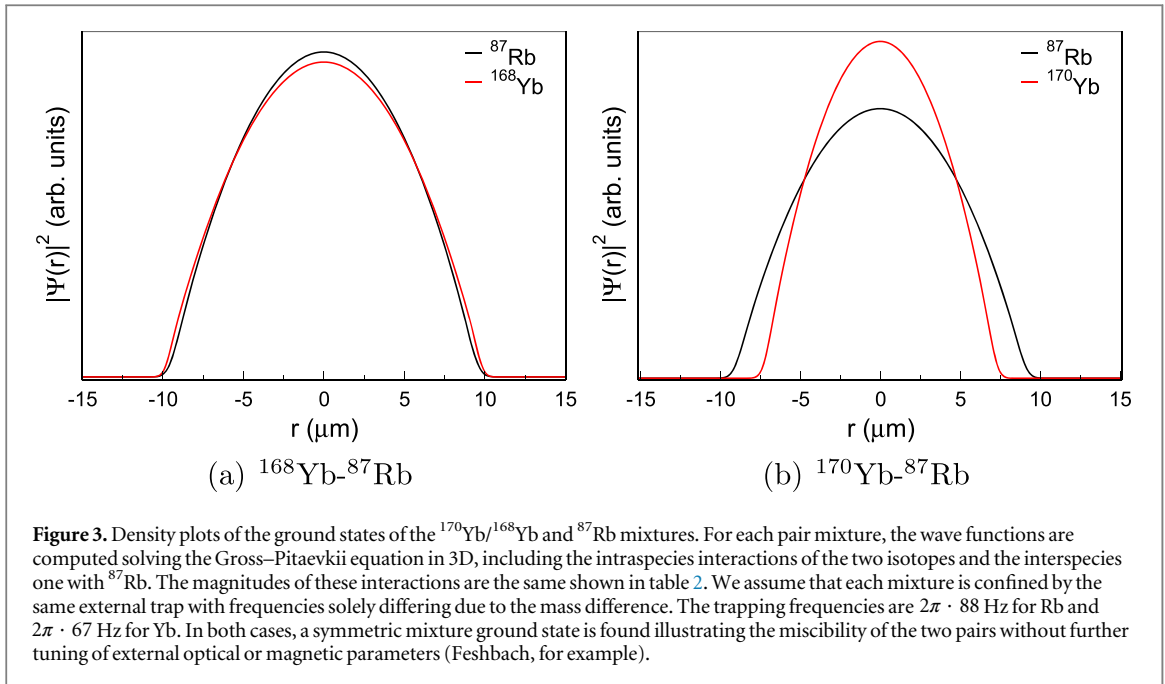 ⁸⁷Rb
¹⁶⁸Yb
|Ψ(r)|² (arb. units)
-15 -10 -5 0 5 10 15
r (μm)
(a) ¹⁶⁸Yb-⁸⁷Rb
⁸⁷Rb
¹⁷⁰Yb
|Ψ(r)|² (arb. units)
-15 -10 -5 0 5 10 15
r (μm)
(b) ¹⁷⁰Yb-⁸⁷Rb
Figure 3. Density plots of the ground states of the ¹⁷⁰Yb/¹⁶⁸Yb and ⁸⁷Rb mixtures. For each pair mixture, the wave functions are
computed solving the Gross–Pitaevkii equation in 3D, including the intraspecies interactions of the two isotopes and the interspecies
one with ⁸⁷Rb. The magnitudes of these interactions are the same shown in table 2. We assume that each mixture is confined by the
same external trap with frequencies solely differing due to the mass difference. The trapping frequencies are 2π · 88 Hz for Rb and
2π · 67 Hz for Yb. In both cases, a symmetric mixture ground state is found illustrating the miscibility of the two pairs without further
tuning of external optical or magnetic parameters (Feshbach, for example).